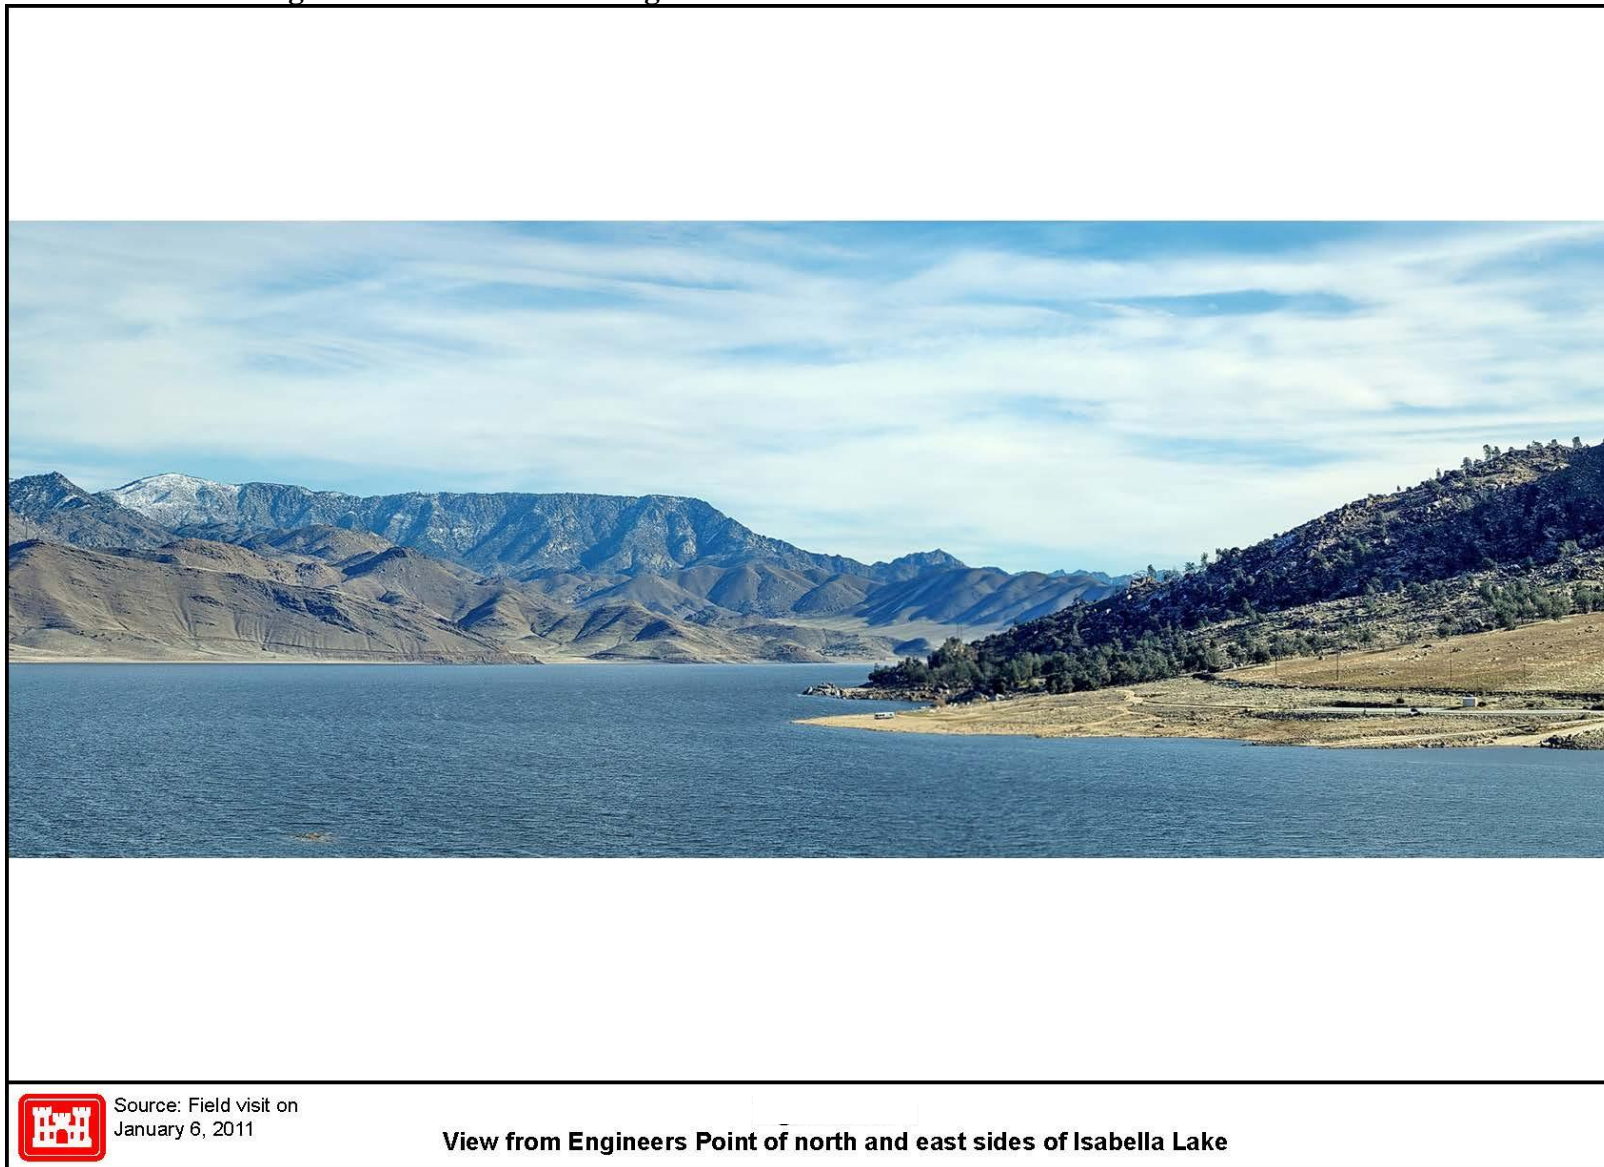 Source: Field visit on
January 6, 2011
View from Engineers Point of north and east sides of Isabella Lake